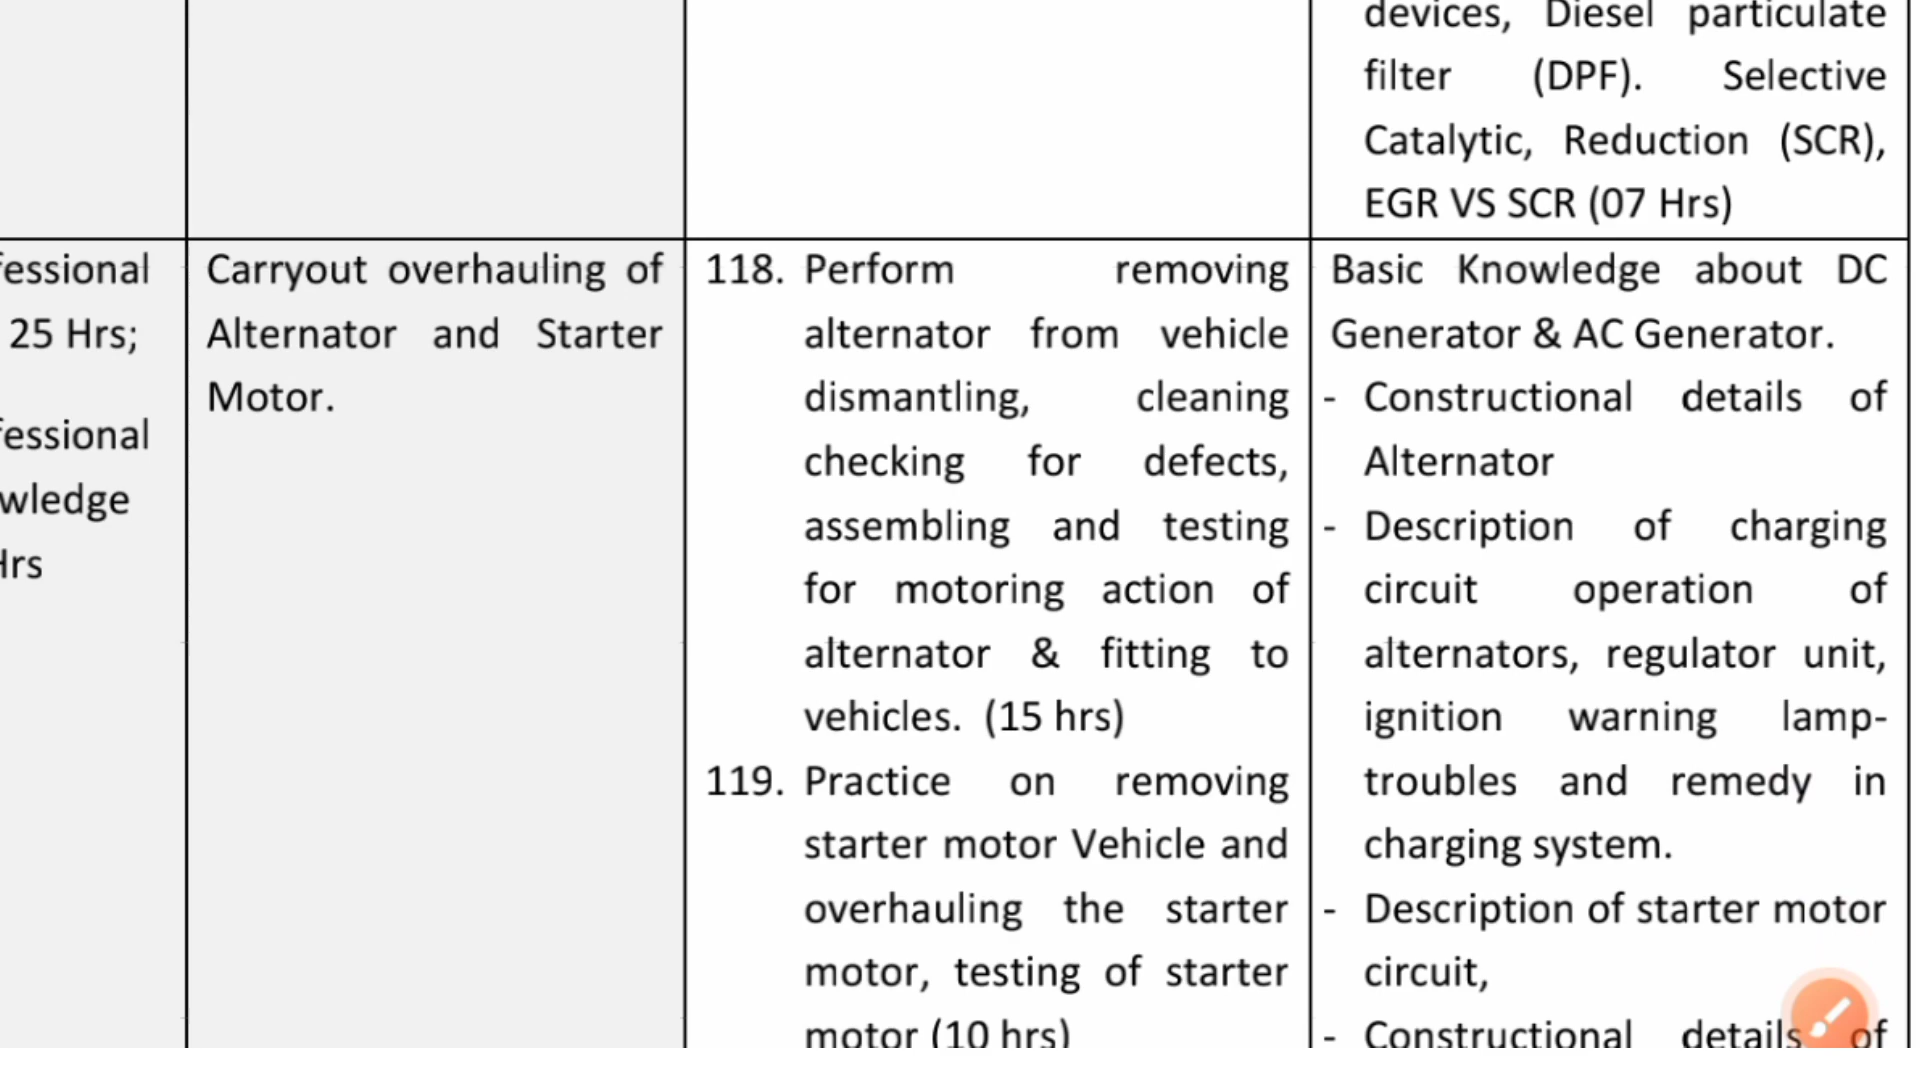 devices, Diesel particulate
filter (DPF). Selective
Catalytic, Reduction (SCR),
EGR VS SCR (07 Hrs)
fessional
25 Hrs;
fessional
wledge
Hrs
Carryout overhauling of
Alternator and Starter
Motor.
118. Perform removing
alternator from vehicle
dismantling, cleaning
checking for defects,
assembling and testing
for motoring action of
alternator & fitting to
vehicles. (15 hrs)
119. Practice on removing
starter motor Vehicle and
overhauling the starter
motor, testing of starter
motor (10 hrs)
Basic Knowledge about DC
Generator & AC Generator.
- Constructional details of
Alternator
- Description of charging
circuit operation of
alternators, regulator unit,
ignition warning lamp-
troubles and remedy in
charging system.
- Description of starter motor
circuit,
- Constructional details of